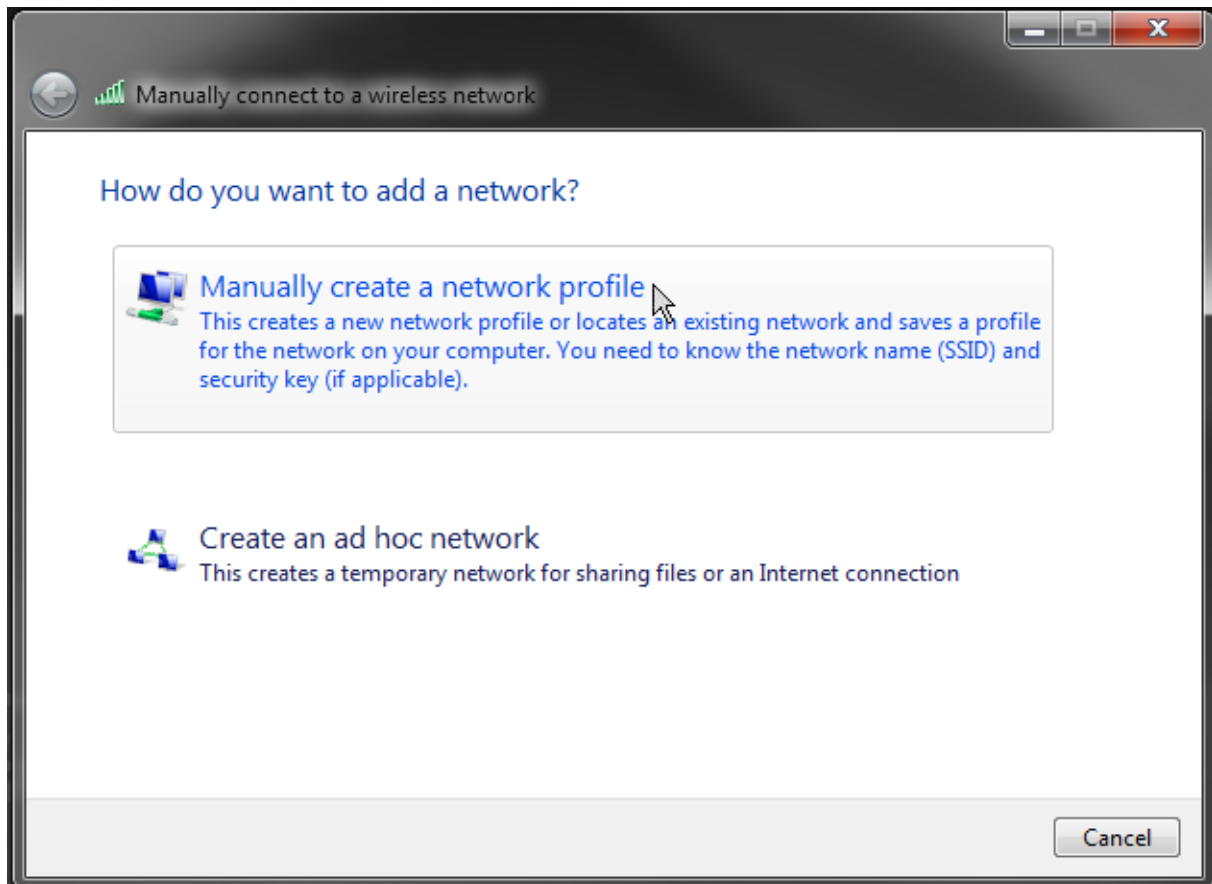 Manually connect to a wireless network
How do you want to add a network?
Manually create a network profile
This creates a new network profile or locates an existing network and saves a profile
for the network on your computer. You need to know the network name (SSID) and
security key (if applicable).
Create an ad hoc network
This creates a temporary network for sharing files or an Internet connection
Cancel